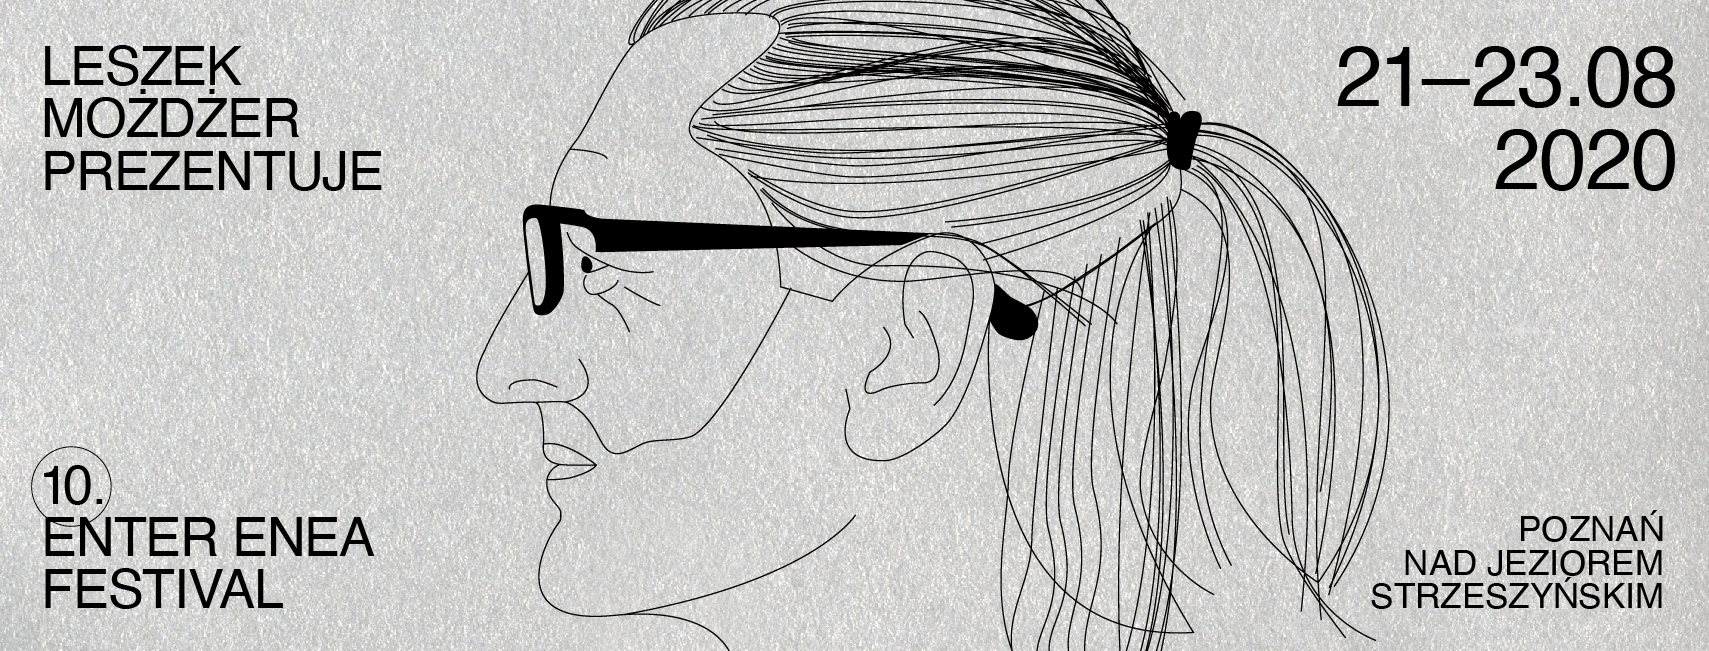 LESZEK
MOŻDŻER
PREZENTUJE
21–23.08
2020
10.
ENTER ENEA
FESTIVAL
POZNAŃ
NAD JEZIOREM
STRZESZYŃSKIM